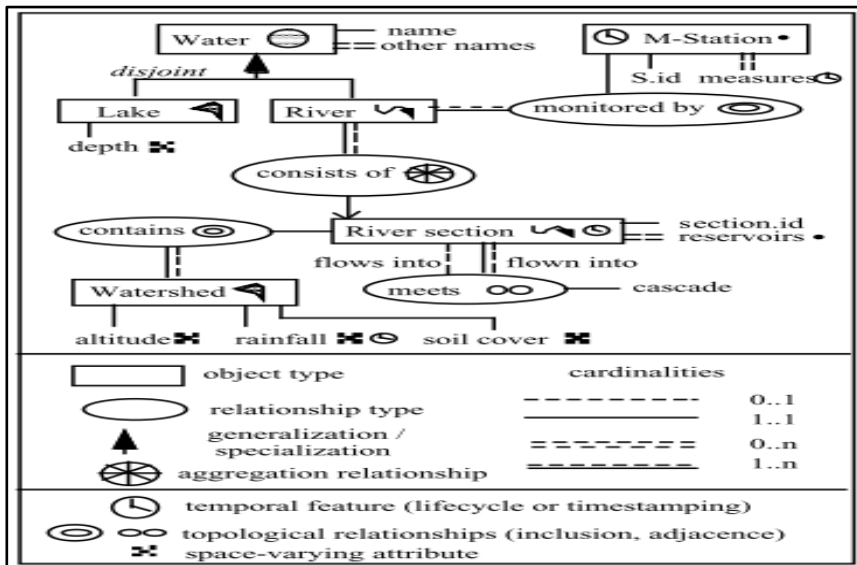 Water
name
other names
M-Station
S.id measures
disjoint
Lake
River
monitored by
depth
consists of
contains
River section
section.id
reservoirs
flows into
flown into
Watershed
meets
cascade
altitude
rainfall
soil cover
object type
cardinalities
relationship type
0..1
1..1
generalization /
specialization
0..n
aggregation relationship
1..n
temporal feature (lifecycle or timestamping)
topological relationships (inclusion, adjacence)
space-varying attribute